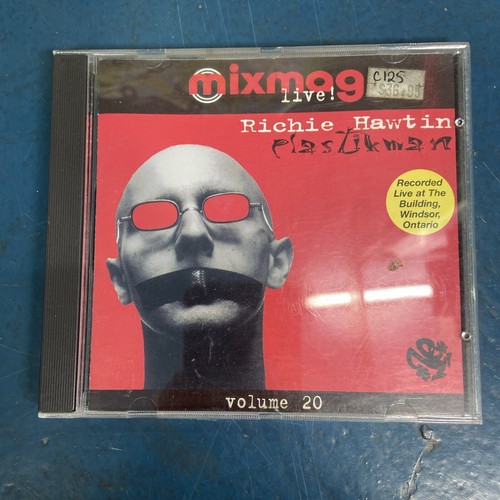 mixmag
live!
C125
$36.99
Richie Hawtin
plastikman
Recorded
Live at The
Building,
Windsor,
Ontario
volume 20